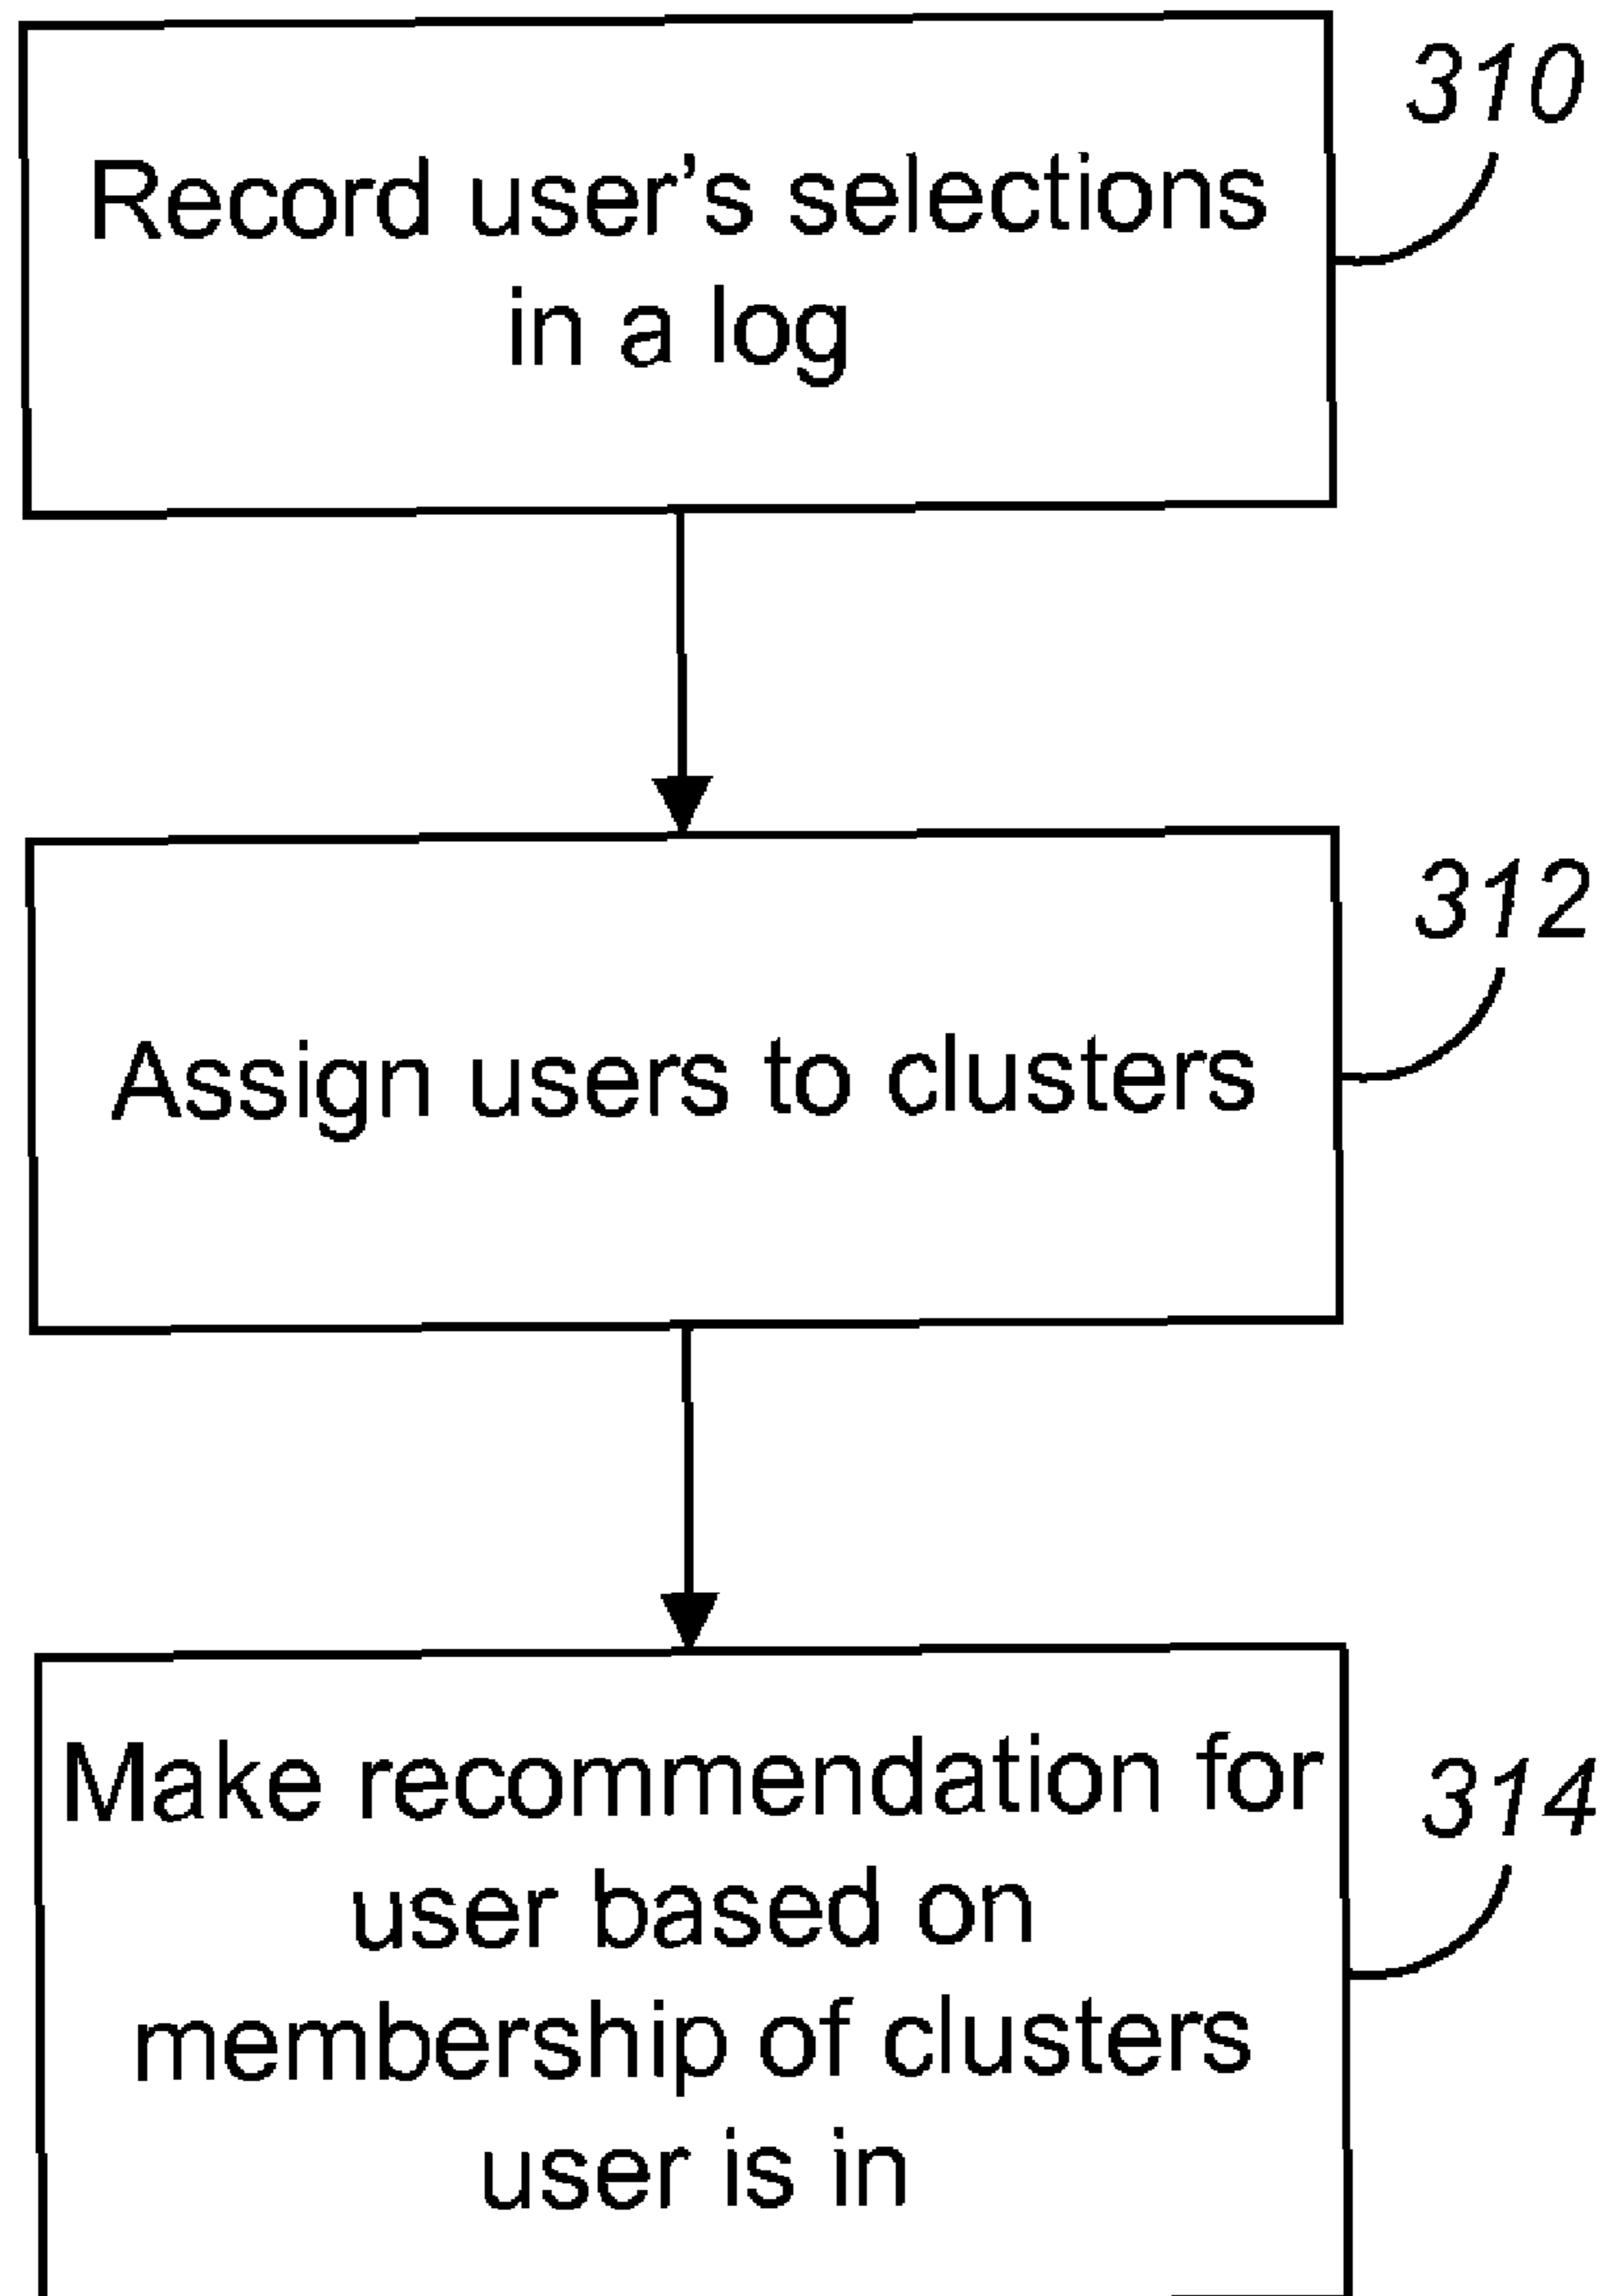 310
Record user's selections
in a log
312
Assign users to clusters
314
Make recommendation for
user based on
membership of clusters
user is in